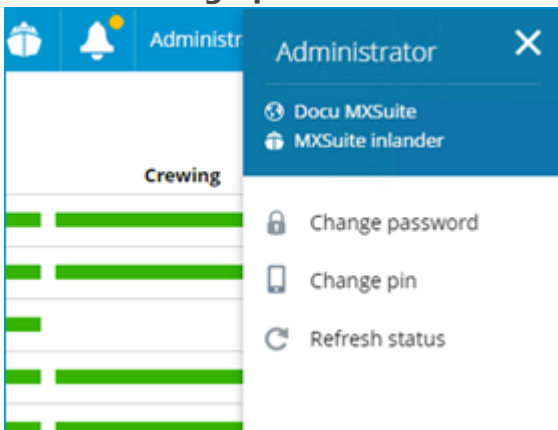 Administr
Administrator
Docu MXSuite
MXSuite inlander
Crewing
Change password
Change pin
Refresh status